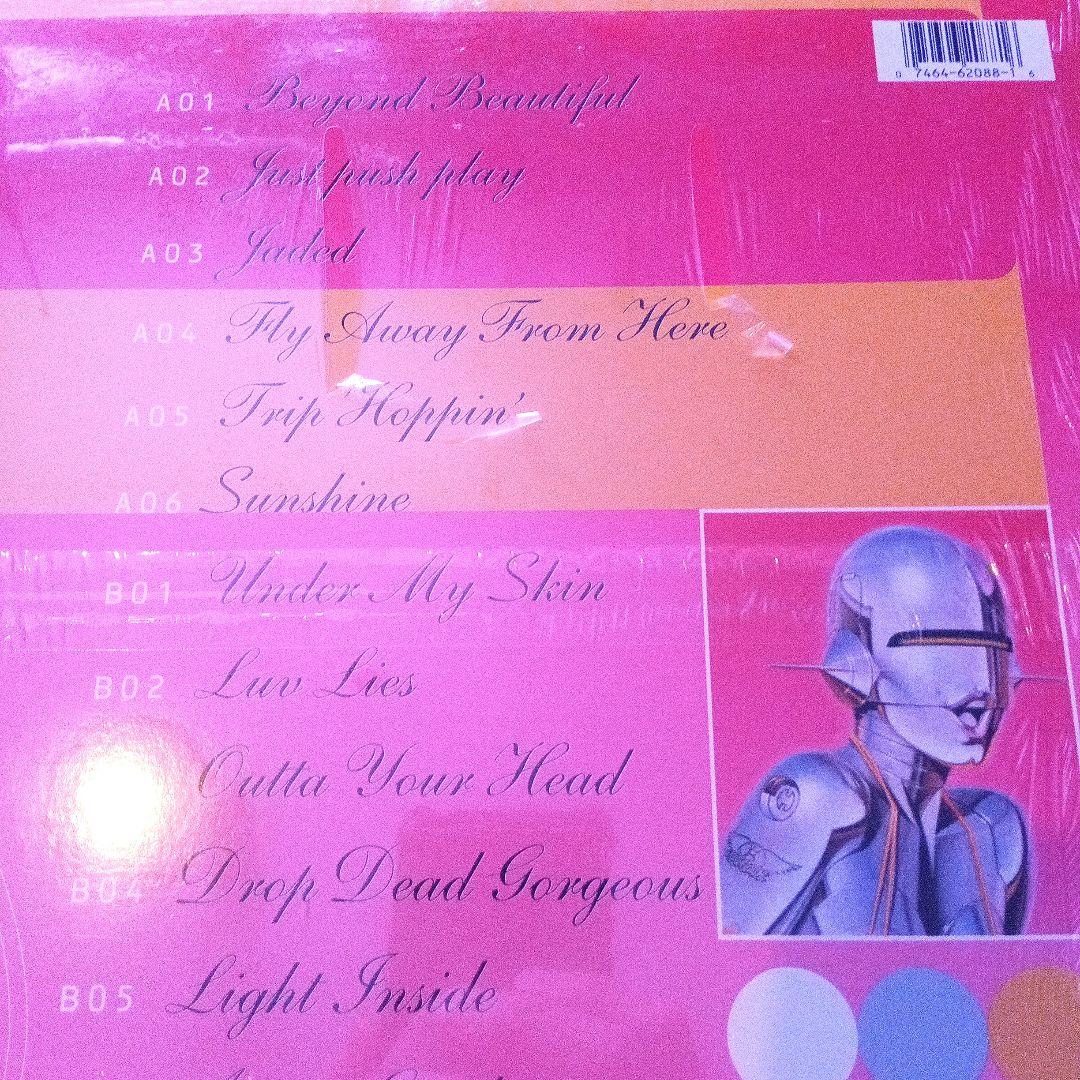 0 7464-62088-1 6
A01 Beyond Beautiful
A02 Just push play
A03 Jaded
A04 Fly Away From Here
A05 Trip Hoppin'
A06 Sunshine
B01 Under My Skin
B02 Luv Lies
Outta Your Head
B04 Drop Dead Gorgeous
B05 Light Inside